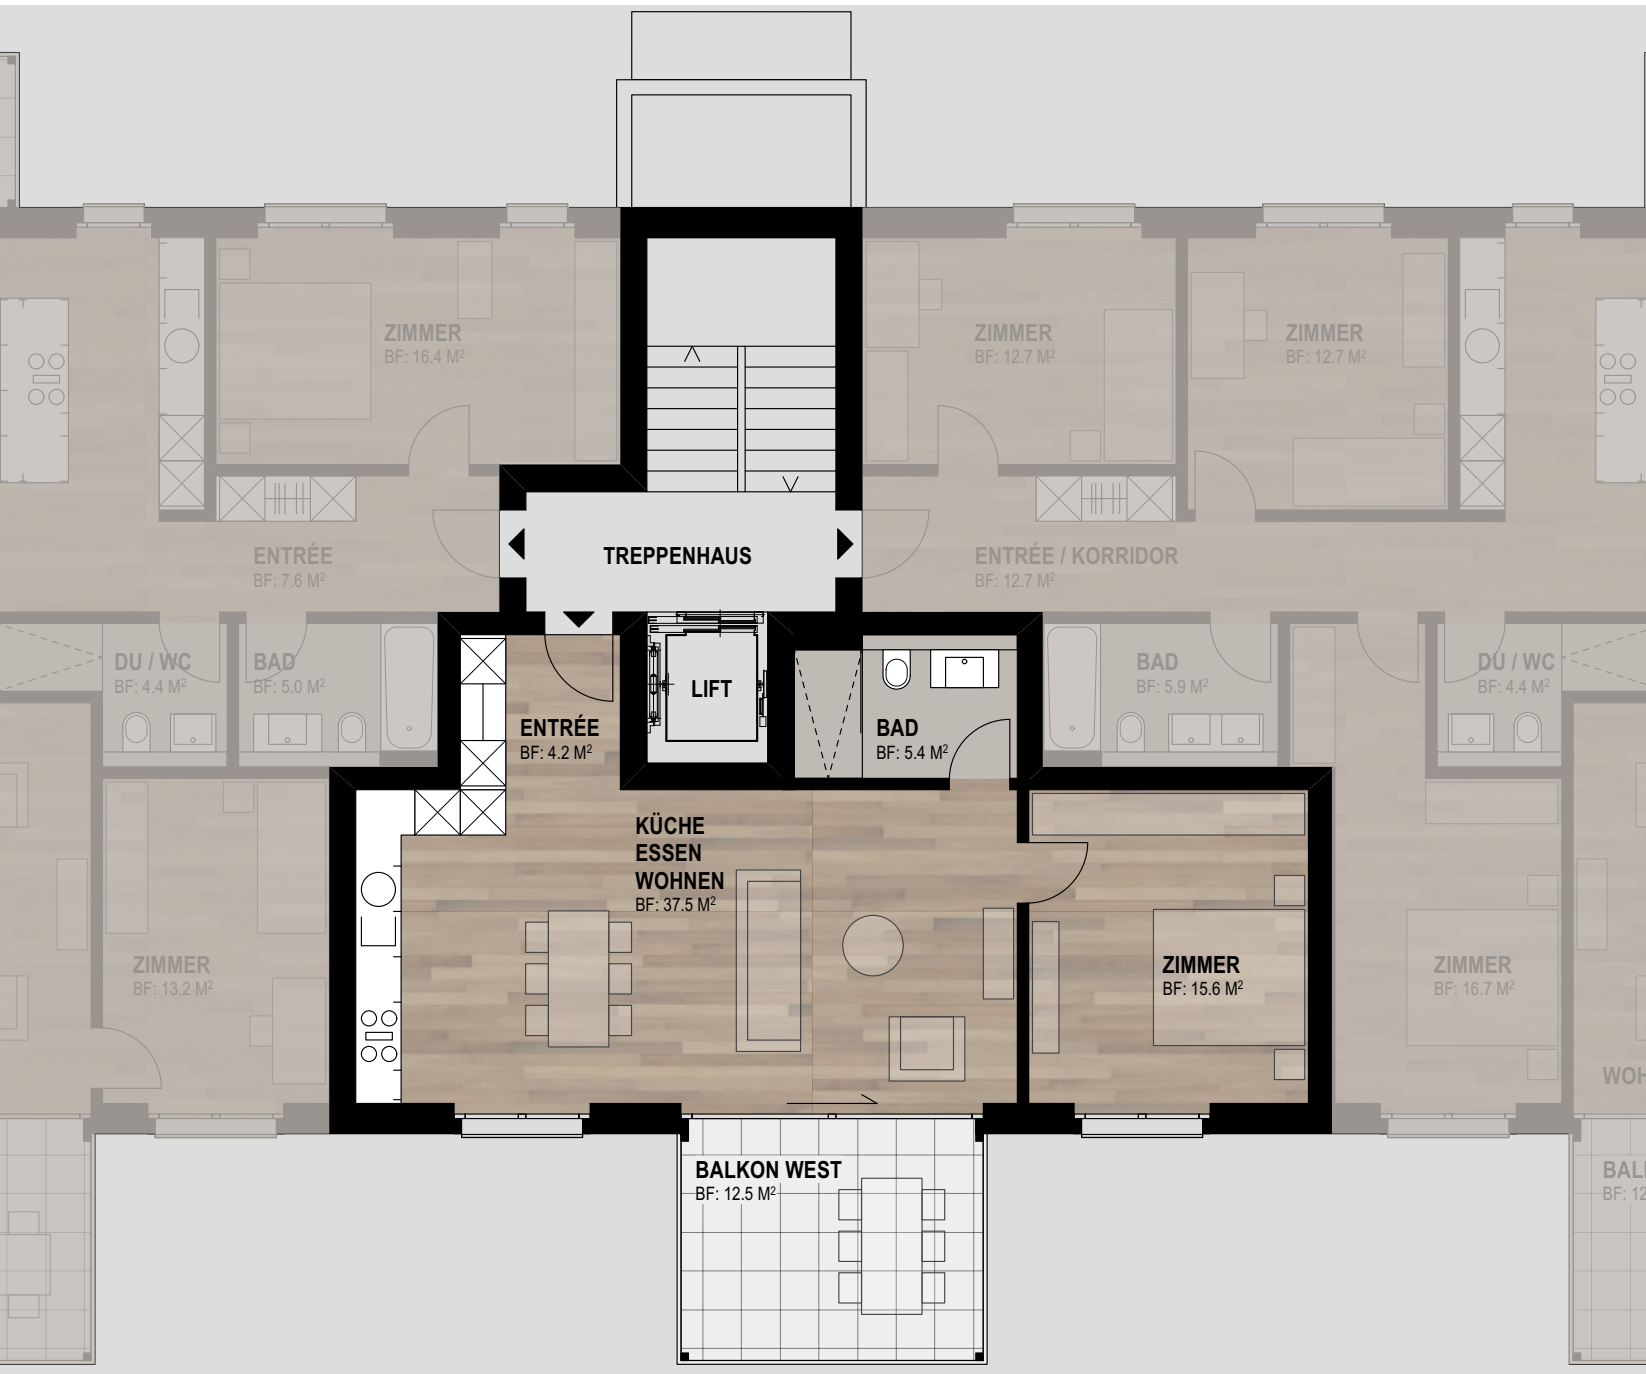 ZIMMER
BF: 16.4 M²
ZIMMER
BF: 12.7 M²
ZIMMER
BF: 12.7 M²
ENTRÉE
BF: 7.6 M²
TREPPENHAUS
ENTRÉE / KORRIDOR
BF: 12.7 M²
DU / WC
BF: 4.4 M²
BAD
BF: 5.0 M²
LIFT
ENTRÉE
BF: 4.2 M²
BAD
BF: 5.4 M²
BAD
BF: 5.9 M²
DU / WC
BF: 4.4 M²
KÜCHE
ESSEN
WOHNEN
BF: 37.5 M²
ZIMMER
BF: 13.2 M²
ZIMMER
BF: 15.6 M²
ZIMMER
BF: 16.7 M²
WOH
BALKON WEST
BF: 12.5 M²
BAL
BF: 12